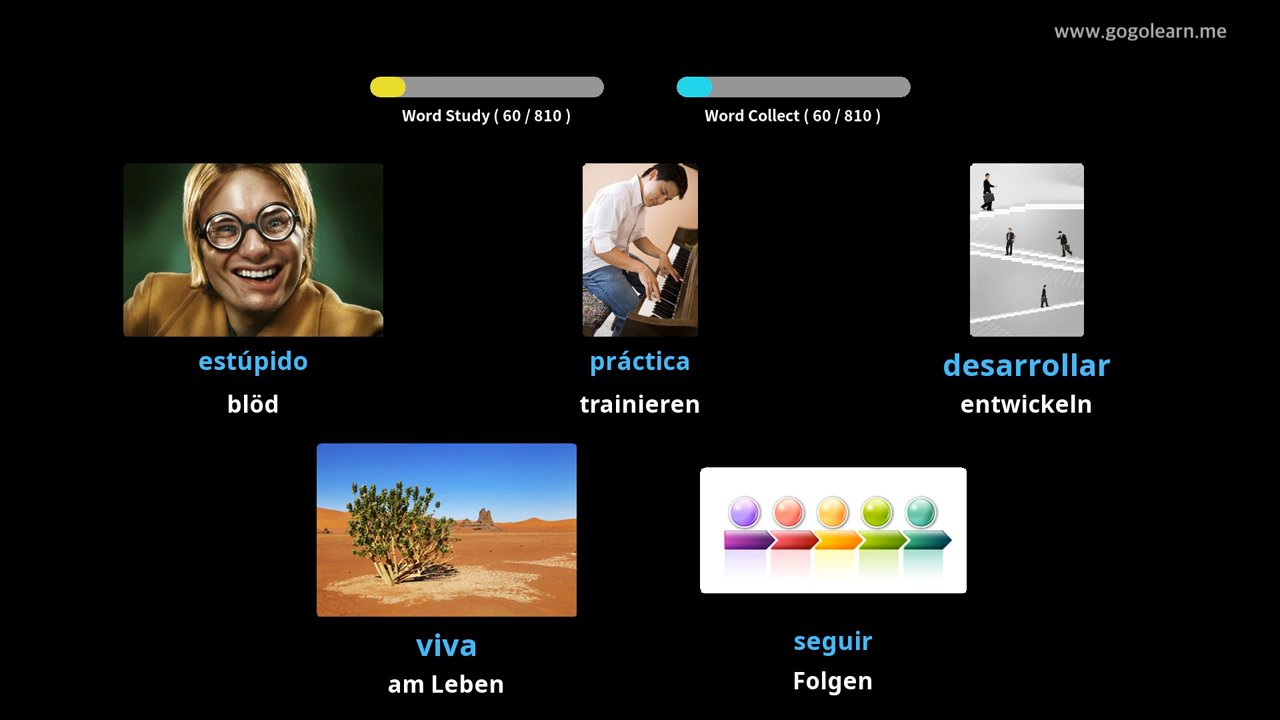 www.gogolearn.me
Word Study ( 60 / 810 )
Word Collect ( 60 / 810 )
estúpido
blöd
práctica
trainieren
desarrollar
entwickeln
viva
am Leben
seguir
Folgen